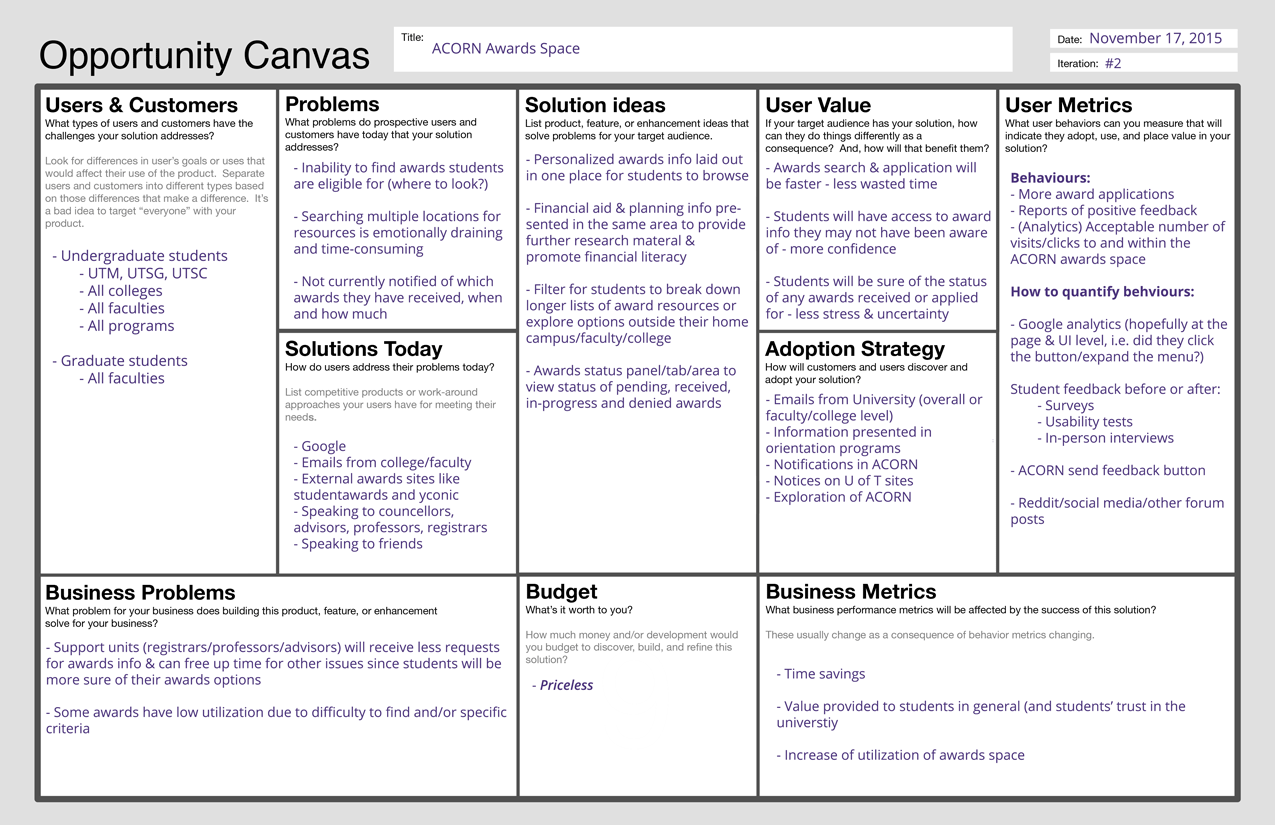 Opportunity Canvas
Title:
ACORN Awards Space
Date: November 17, 2015
Iteration: #2
Users & Customers
What types of users and customers have the
challenges your solution addresses?
Look for differences in user's goals or uses that
would affect their use of the product. Separate
users and customers into different types based
on those differences that make a difference. It's
a bad idea to target “everyone” with your
product.
- Undergraduate students
- UTM, UTSG, UTSC
- All colleges
- All faculties
- All programs
- Graduate students
- All faculties
Problems
What problems do prospective users and
customers have today that your solution
addresses?
- Inability to find awards students
are eligible for (where to look?)
- Searching multiple locations for
resources is emotionally draining
and time-consuming
- Not currently notified of which
awards they have received, when
and how much
Solutions Today
How do users address their problems today?
List competitive products or work-around
approaches your users have for meeting their
needs.
- Google
- Emails from college/faculty
- External awards sites like
studentawards and yconic
- Speaking to councellors,
advisors, professors, registrars
- Speaking to friends
Solution ideas
List product, feature, or enhancement ideas that
solve problems for your target audience.
- Personalized awards info laid out
in one place for students to browse
- Financial aid & planning info pre-
sented in the same area to provide
further research materal &
promote financial literacy
- Filter for students to break down
longer lists of award resources or
explore options outside their home
campus/faculty/college
- Awards status panel/tab/area to
view status of pending, received,
in-progress and denied awards
User Value
If your target audience has your solution, how
can they do things differently as a
consequence? And, how will that benefit them?
- Awards search & application will
be faster - less wasted time
- Students will have access to award
info they may not have been aware
of - more confidence
- Students will be sure of the status
of any awards received or applied
for - less stress & uncertainty
Adoption Strategy
How will customers and users discover and
adopt your solution?
- Emails from University (overall or
faculty/college level)
- Information presented in
orientation programs
- Notifications in ACORN
- Notices on U of T sites
- Exploration of ACORN
User Metrics
What user behaviors can you measure that will
indicate they adopt, use, and place value in your
solution?
Behaviours:
- More award applications
- Reports of positive feedback
- (Analytics) Acceptable number of
visits/clicks to and within the
ACORN awards space
How to quantify behviours:
- Google analytics (hopefully at the
page & UI level, i.e. did they click
the button/expand the menu?)
Student feedback before or after:
- Surveys
- Usability tests
- In-person interviews
- ACORN send feedback button
- Reddit/social media/other forum
posts
Business Problems
What problem for your business does building this product, feature, or enhancement
solve for your business?
- Support units (registrars/professors/advisors) will receive less requests
for awards info & can free up time for other issues since students will be
more sure of their awards options
- Some awards have low utilization due to difficulty to find and/or specific
criteria
Budget
What's it worth to you?
How much money and/or development would
you budget to discover, build, and refine this
solution?
- Priceless
Business Metrics
What business performance metrics will be affected by the success of this solution?
These usually change as a consequence of behavior metrics changing.
- Time savings
- Value provided to students in general (and students’ trust in the
universtiy
- Increase of utilization of awards space